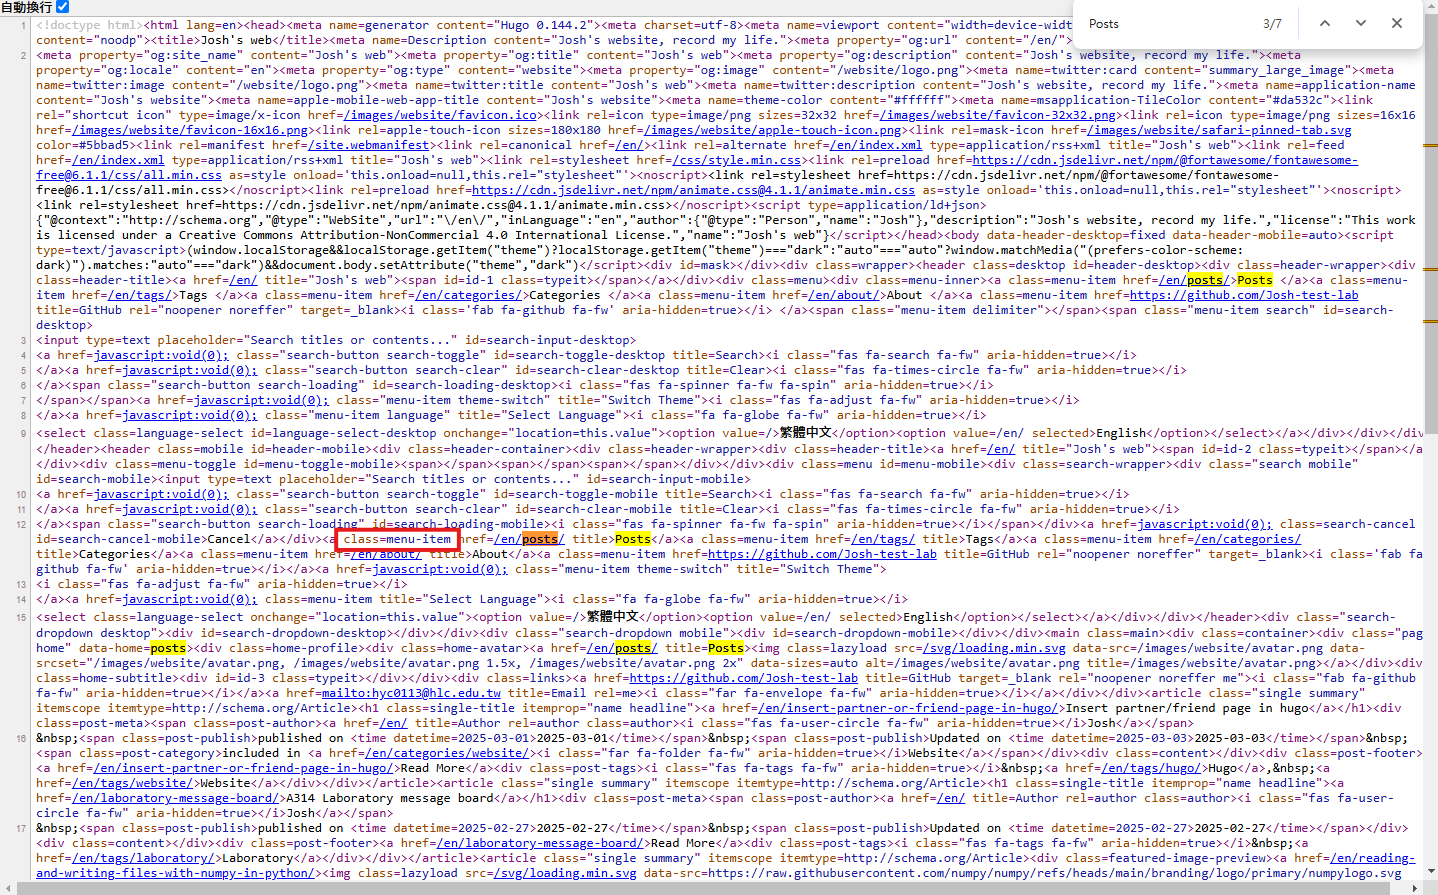 自動換行
Posts 3/7
1 <!doctype html><html lang=en><head><meta name=generator content="Hugo 0.144.2"><meta charset=utf-8><meta name=viewport content="width=device-widt
content="noodp"><title>Josh's web</title><meta name=Description content="Josh's website, record my life."><meta property="og:url" content="/en/">
2 <meta property="og:site_name" content="Josh's web"><meta property="og:title" content="Josh's web"><meta property="og:description" content="Josh's website, record my life."><meta
property="og:locale" content="en"><meta property="og:type" content="website"><meta property="og:image" content="/website/logo.png"><meta name=twitter:card content="summary_large_image"><meta
name=twitter:image content="/website/logo.png"><meta name=twitter:title content="Josh's web"><meta name=twitter:description content="Josh's website, record my life."><meta name=application-name
content="Josh's website"><meta name=apple-mobile-web-app-title content="Josh's website"><meta name=theme-color content="#ffffff"><meta name=msapplication-TileColor content="#da532c"><link
rel="shortcut icon" type=image/x-icon href=/images/website/favicon.ico><link rel=icon type=image/png sizes=32x32 href=/images/website/favicon-32x32.png><link rel=icon type=image/png sizes=16x16
href=/images/website/favicon-16x16.png><link rel=apple-touch-icon sizes=180x180 href=/images/website/apple-touch-icon.png><link rel=mask-icon href=/images/website/safari-pinned-tab.svg
color=#5bbad5><link rel=manifest href=/site.webmanifest><link rel=canonical href=/en/><link rel=alternate href=/en/index.xml type=application/rss+xml title="Josh's web"><link rel=feed
href=/en/index.xml type=application/rss+xml title="Josh's web"><link rel=stylesheet href=/css/style.min.css><link rel=preload href=https://cdn.jsdelivr.net/npm/@fortawesome/fontawesome-
free@6.1.1/css/all.min.css as=style onload='this.onload=null,this.rel="stylesheet"'><noscript><link rel=stylesheet href=https://cdn.jsdelivr.net/npm/@fortawesome/fontawesome-
free@6.1.1/css/all.min.css></noscript><link rel=preload href=https://cdn.jsdelivr.net/npm/animate.css@4.1.1/animate.min.css as=style onload='this.onload=null,this.rel="stylesheet"'><noscript>
<link rel=stylesheet href=https://cdn.jsdelivr.net/npm/animate.css@4.1.1/animate.min.css></noscript><script type=application/ld+json>
{"@context":"http://schema.org","@type":"WebSite","url":"\/en\/","inLanguage":"en","author":{"@type":"Person","name":"Josh"},"description":"Josh's website, record my life.","license":"This work
is licensed under a Creative Commons Attribution-NonCommercial 4.0 International License.","name":"Josh's web"}</script></head><body data-header-desktop=fixed data-header-mobile=auto><script
type=text/javascript>(window.localStorage&&localStorage.getItem("theme")?localStorage.getItem("theme")==="dark":"auto"==="auto"?window.matchMedia("(prefers-color-scheme:
dark)").matches:"auto"==="dark")&&document.body.setAttribute("theme","dark")</script><div id=mask></div><div class=wrapper><header class=desktop id=header-desktop><div class=header-wrapper><div
class=header-title><a href=/en/ title="Josh's web"><span id=id-1 class=typeit></span></a></div><div class=menu><div class=menu-inner><a class=menu-item href=/en/posts/>Posts </a><a class=menu-
item href=/en/tags/>Tags </a><a class=menu-item href=/en/categories/>Categories </a><a class=menu-item href=/en/about/>About </a><a class=menu-item href=https://github.com/Josh-test-lab
title=GitHub rel="noopener noreffer" target=_blank><i class='fab fa-github fa-fw' aria-hidden=true></i> </a><span class="menu-item delimiter"></span><span class="menu-item search" id=search-
desktop>
3 <input type=text placeholder="Search titles or contents..." id=search-input-desktop>
4 <a href=javascript:void(0); class="search-button search-toggle" id=search-toggle-desktop title=Search><i class="fas fa-search fa-fw" aria-hidden=true></i>
5 </a><a href=javascript:void(0); class="search-button search-clear" id=search-clear-desktop title=Clear><i class="fas fa-times-circle fa-fw" aria-hidden=true></i>
6 </a><span class="search-button search-loading" id=search-loading-desktop><i class="fas fa-spinner fa-fw fa-spin" aria-hidden=true></i>
7 </span></span><a href=javascript:void(0); class="menu-item theme-switch" title="Switch Theme"><i class="fas fa-adjust fa-fw" aria-hidden=true></i>
8 </a><a href=javascript:void(0); class="menu-item language" title="Select Language"><i class="fa fa-globe fa-fw" aria-hidden=true></i>
9 <select class=language-select id=language-select-desktop onchange="location=this.value"><option value=/>繁體中文</option><option value=/en/ selected>English</option></select></a></div></div></div
</header><header class=mobile id=header-mobile><div class=header-container><div class=header-wrapper><div class=header-title><a href=/en/ title="Josh's web"><span id=id-2 class=typeit></span></a
></div><div class=menu-toggle id=menu-toggle-mobile><span></span><span></span><span></span></div></div><div class=menu id=menu-mobile><div class=search-wrapper><div class="search mobile"
id=search-mobile><input type=text placeholder="Search titles or contents..." id=search-input-mobile>
10 <a href=javascript:void(0); class="search-button search-toggle" id=search-toggle-mobile title=Search><i class="fas fa-search fa-fw" aria-hidden=true></i>
11 </a><a href=javascript:void(0); class="search-button search-clear" id=search-clear-mobile title=Clear><i class="fas fa-times-circle fa-fw" aria-hidden=true></i>
12 </a><span class="search-button search-loading" id=search-loading-mobile><i class="fas fa-spinner fa-fw fa-spin" aria-hidden=true></i></span></div><a href=javascript:void(0); class=search-cancel
id=search-cancel-mobile>Cancel</a></div><a class=menu-item href=/en/posts/ title>Posts</a><a class=menu-item href=/en/tags/ title>Tags</a><a class=menu-item href=/en/categories/
title>Categories</a><a class=menu-item href=/en/about/ title>About</a><a class=menu-item href=https://github.com/Josh-test-lab title=GitHub rel="noopener noreffer" target=_blank><i class='fab fa
github fa-fw' aria-hidden=true></i></a><a href=javascript:void(0); class="menu-item theme-switch" title="Switch Theme">
13 <i class="fas fa-adjust fa-fw" aria-hidden=true></i>
14 </a><a href=javascript:void(0); class=menu-item title="Select Language"><i class="fa fa-globe fa-fw" aria-hidden=true></i>
15 <select class=language-select onchange="location=this.value"><option value=/>繁體中文</option><option value=/en/ selected>English</option></select></a></div></div></header><div class="search-
dropdown desktop"><div id=search-dropdown-desktop></div></div><div class="search-dropdown mobile"><div id=search-dropdown-mobile></div></div><main class=main><div class=container><div class="pag
home" data-home=posts><div class=home-profile><div class=home-avatar><a href=/en/posts/ title=Posts><img class=lazyload src=/svg/loading.min.svg data-src=/images/website/avatar.png data-
srcset="/images/website/avatar.png, /images/website/avatar.png 1.5x, /images/website/avatar.png 2x" data-sizes=auto alt=/images/website/avatar.png title=/images/website/avatar.png></a></div><div
class=home-subtitle><div id=id-3 class=typeit></div></div><div class=links><a href=https://github.com/Josh-test-lab title=GitHub target=_blank rel="noopener noreffer me"><i class="fab fa-github
fa-fw" aria-hidden=true></i></a><a href=mailto:hyc0113@hlc.edu.tw title=Email rel=me><i class="far fa-envelope fa-fw" aria-hidden=true></i></a></div></div><article class="single summary"
itemscope itemtype=http://schema.org/Article><h1 class=single-title itemprop="name headline"><a href=/en/insert-partner-or-friend-page-in-hugo/>Insert partner/friend page in hugo</a></h1><div
class=post-meta><span class=post-author><a href=/en/ title=Author rel=author class=author><i class="fas fa-user-circle fa-fw" aria-hidden=true></i>Josh</a></span>
16 &nbsp;<span class=post-publish>published on <time datetime=2025-03-01>2025-03-01</time></span>&nbsp;<span class=post-publish>Updated on <time datetime=2025-03-03>2025-03-03</time></span>&nbsp;
<span class=post-category>included in <a href=/en/categories/website/><i class="far fa-folder fa-fw" aria-hidden=true></i>Website</a></span></div><div class=content></div><div class=post-footer>
<a href=/en/insert-partner-or-friend-page-in-hugo/>Read More</a><div class=post-tags><i class="fas fa-tags fa-fw" aria-hidden=true></i>&nbsp;<a href=/en/tags/hugo/>Hugo</a>,&nbsp;<a
href=/en/tags/website/>Website</a></div></div></article><article class="single summary" itemscope itemtype=http://schema.org/Article><h1 class=single-title itemprop="name headline"><a
href=/en/laboratory-message-board/>A314 Laboratory message board</a></h1><div class=post-meta><span class=post-author><a href=/en/ title=Author rel=author class=author><i class="fas fa-user-
circle fa-fw" aria-hidden=true></i>Josh</a></span>
17 &nbsp;<span class=post-publish>published on <time datetime=2025-02-27>2025-02-27</time></span>&nbsp;<span class=post-publish>Updated on <time datetime=2025-02-27>2025-02-27</time></span></div>
<div class=content></div><div class=post-footer><a href=/en/laboratory-message-board/>Read More</a><div class=post-tags><i class="fas fa-tags fa-fw" aria-hidden=true></i>&nbsp;<a
href=/en/tags/laboratory/>Laboratory</a></div></div></article><article class="single summary" itemscope itemtype=http://schema.org/Article><div class=featured-image-preview><a href=/en/reading-
and-writing-files-with-numpy-in-python/><img class=lazyload src=/svg/loading.min.svg data-src=https://raw.githubusercontent.com/numpy/numpy/refs/heads/main/branding/logo/primary/numpylogo.svg